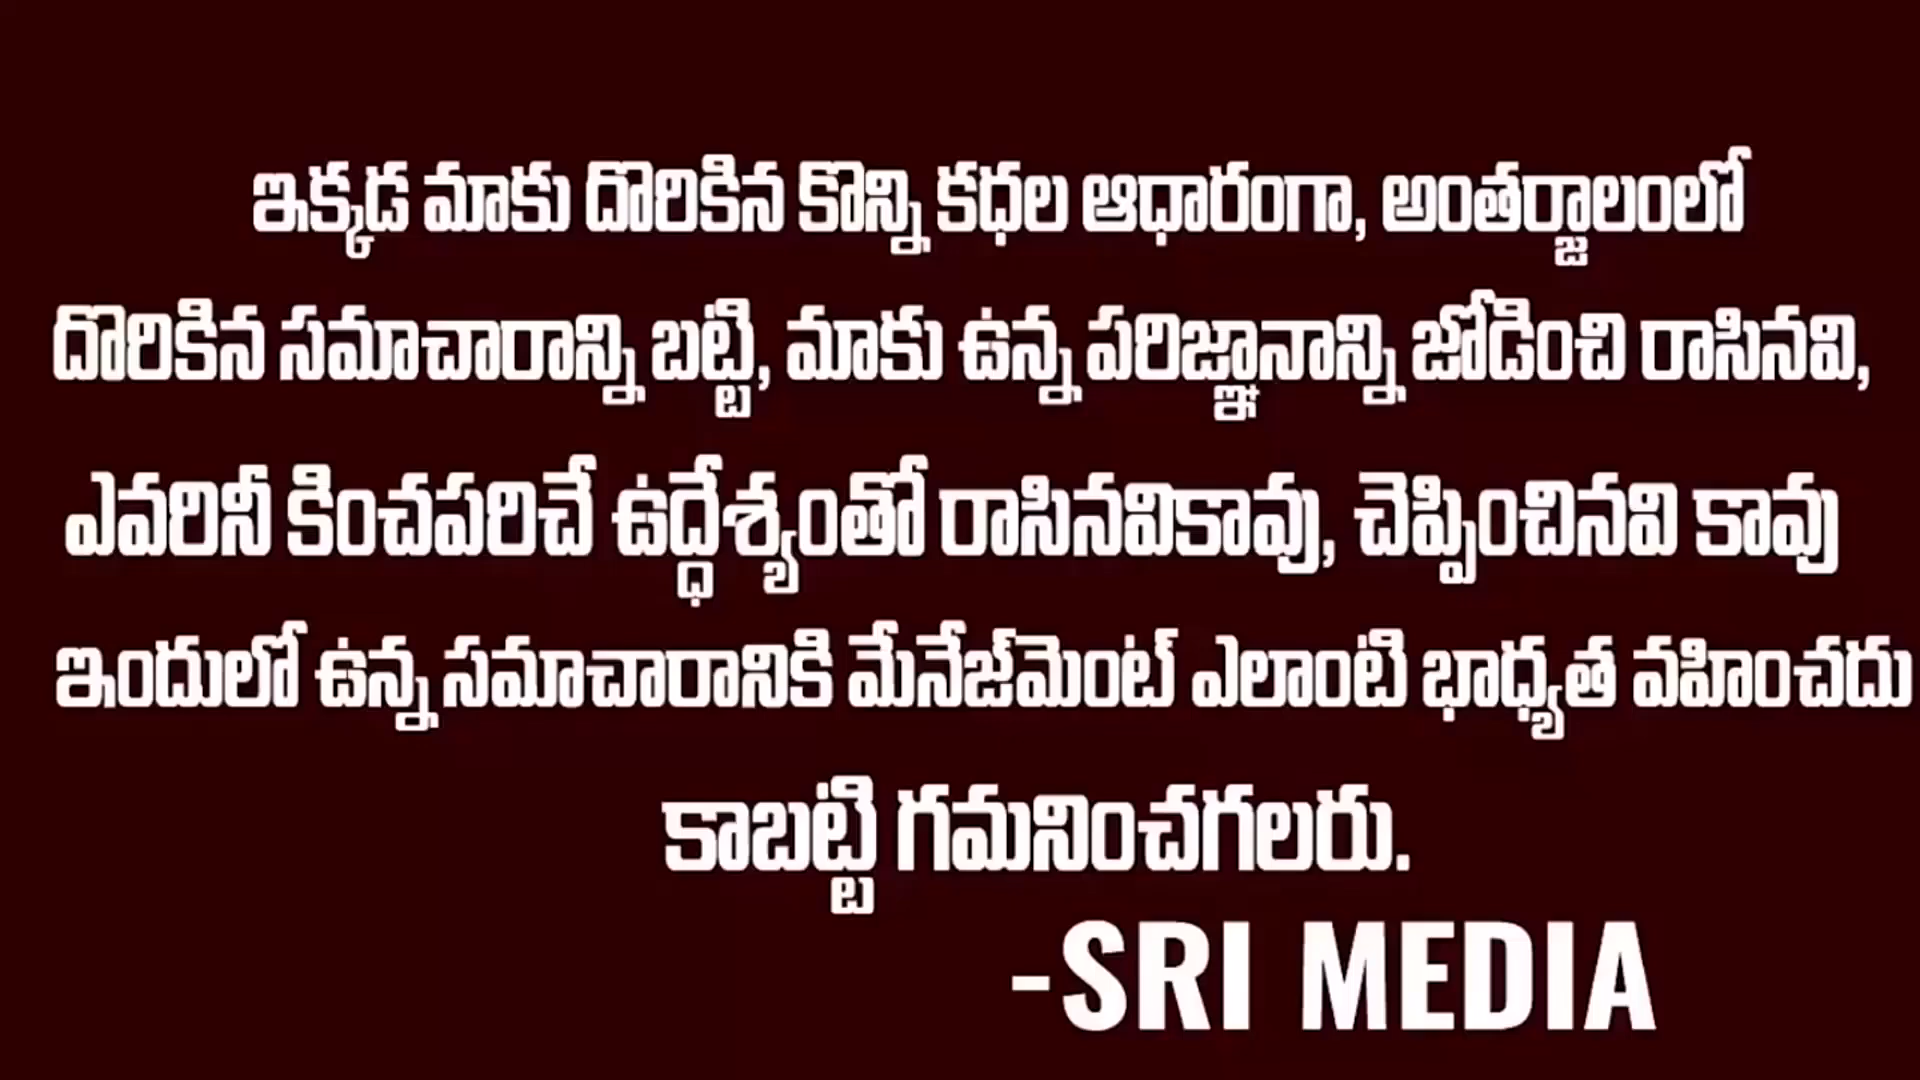 ఇక్కడ మాకు దొరికిన కొన్ని కధల ఆధారంగా, అంతర్జాలంలో
దొరికిన సమాచారాన్ని బట్టి, మాకు ఉన్న పరిజ్ఞానాన్ని జోడించి రాసినవి,
ఎవరినీ కించపరిచే ఉద్ధేశ్యంతో రాసినవికావు, చెప్పించినవి కావు
ఇందులో ఉన్న సమాచారానికి మేనేజ్‌మెంట్ ఎలాంటి భాధ్యత వహించదు
కాబట్టి గమనించగలరు.
-SRI MEDIA